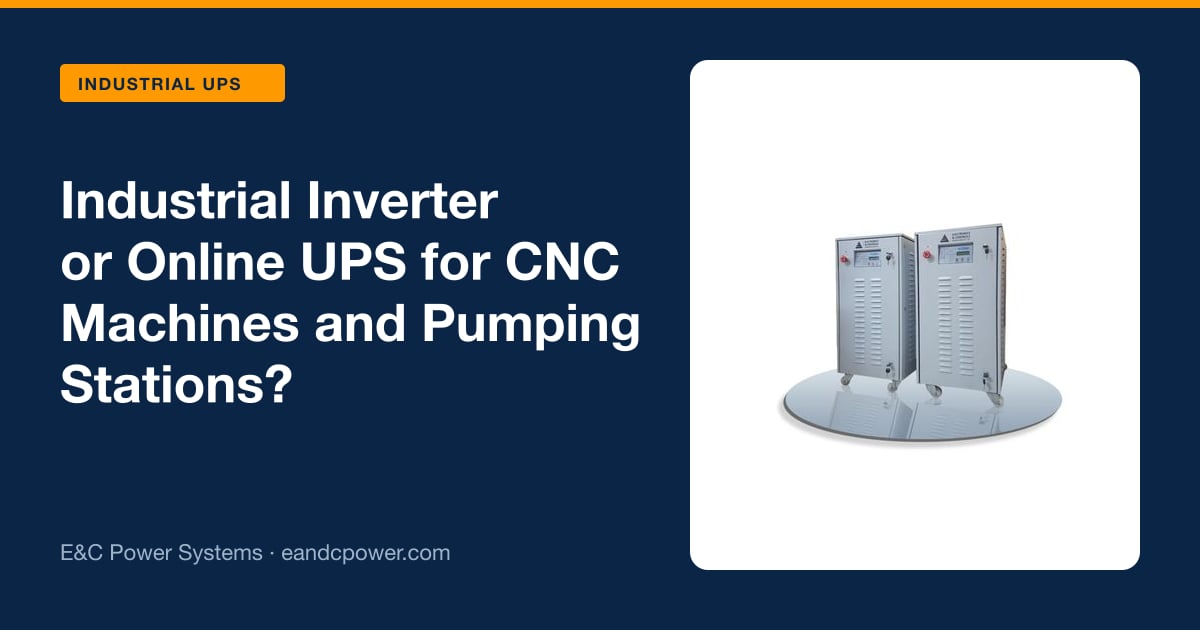 INDUSTRIAL UPS
Industrial Inverter
or Online UPS for CNC
Machines and Pumping
Stations?
E&C Power Systems · eandcpower.com